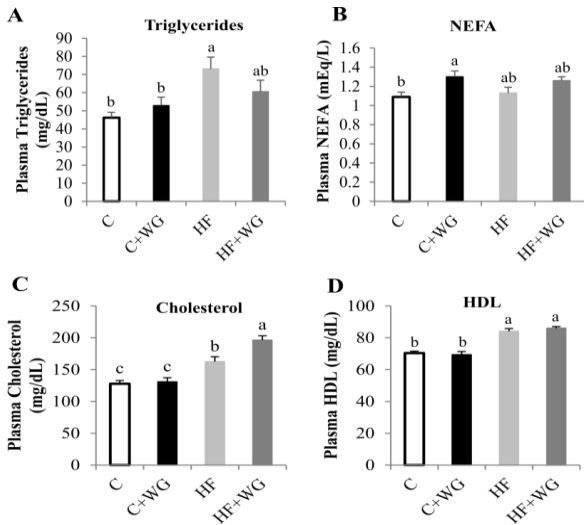 A
Triglycerides
Plasma Triglycerides
(mg/dL)
90
80
70
60
50
40
30
20
10
0
b
b
a
ab
C
C+WG
HF
HF+WG
B
NEFA
Plasma NEFA (mEq/L)
1.6
1.4
1.2
1
0.8
0.6
0.4
0.2
0
b
a
ab
ab
C
C+WG
HF
HF+WG
C
Cholesterol
Plasma Cholesterol
(mg/dL)
250
200
150
100
50
0
c
c
b
a
C
C+WG
HF
HF+WG
D
HDL
Plasma HDL (mg/dL)
100
80
60
40
20
0
b
b
a
a
C
C+WG
HF
HF+WG